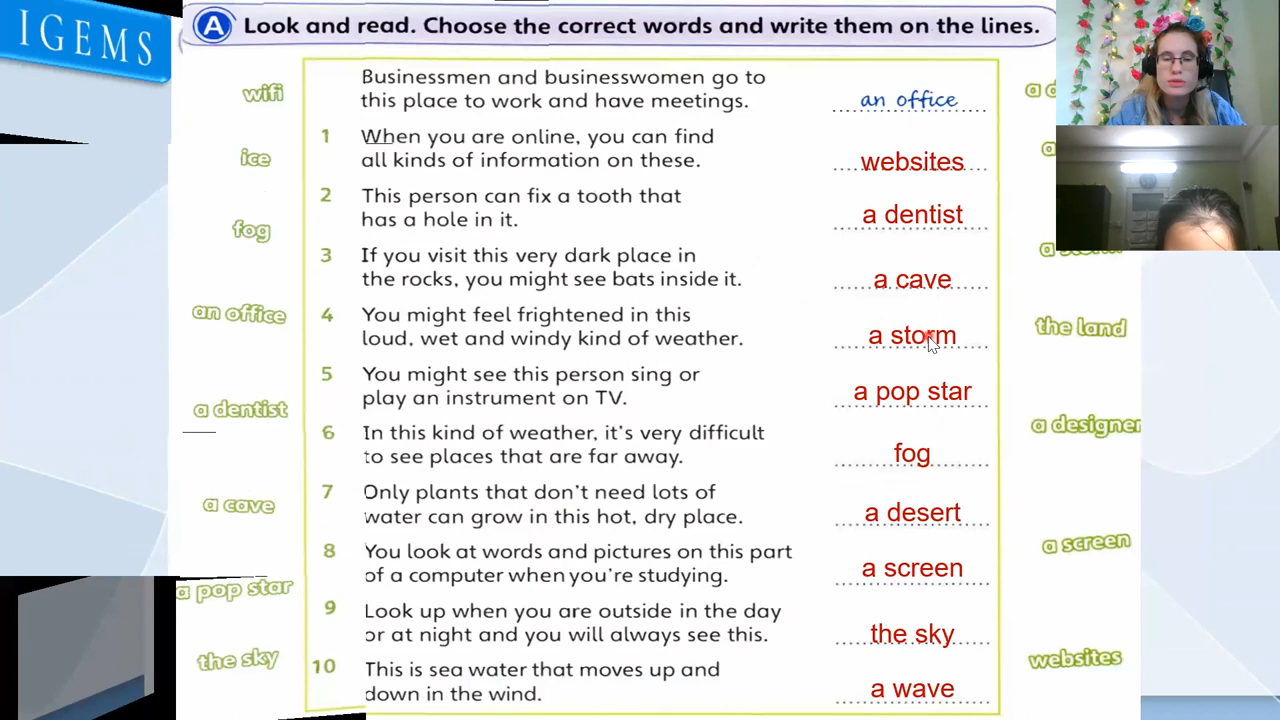 IGEMS
A Look and read. Choose the correct words and write them on the lines.
wifi
ice
fog
an office
a dentist
a cave
a pop star
the sky
Businessmen and businesswomen go to
this place to work and have meetings.
an office
1 When you are online, you can find
all kinds of information on these.
websites
2 This person can fix a tooth that
has a hole in it.
a dentist
3 If you visit this very dark place in
the rocks, you might see bats inside it.
a cave
4 You might feel frightened in this
loud, wet and windy kind of weather.
a storm
5 You might see this person sing or
play an instrument on TV.
a pop star
6 In this kind of weather, it's very difficult
to see places that are far away.
fog
7 Only plants that don't need lots of
water can grow in this hot, dry place.
a desert
8 You look at words and pictures on this part
of a computer when you're studying.
a screen
9 Look up when you are outside in the day
or at night and you will always see this.
the sky
10 This is sea water that moves up and
down in the wind.
a wave
a
a
a
the land
a designer
a screen
websites